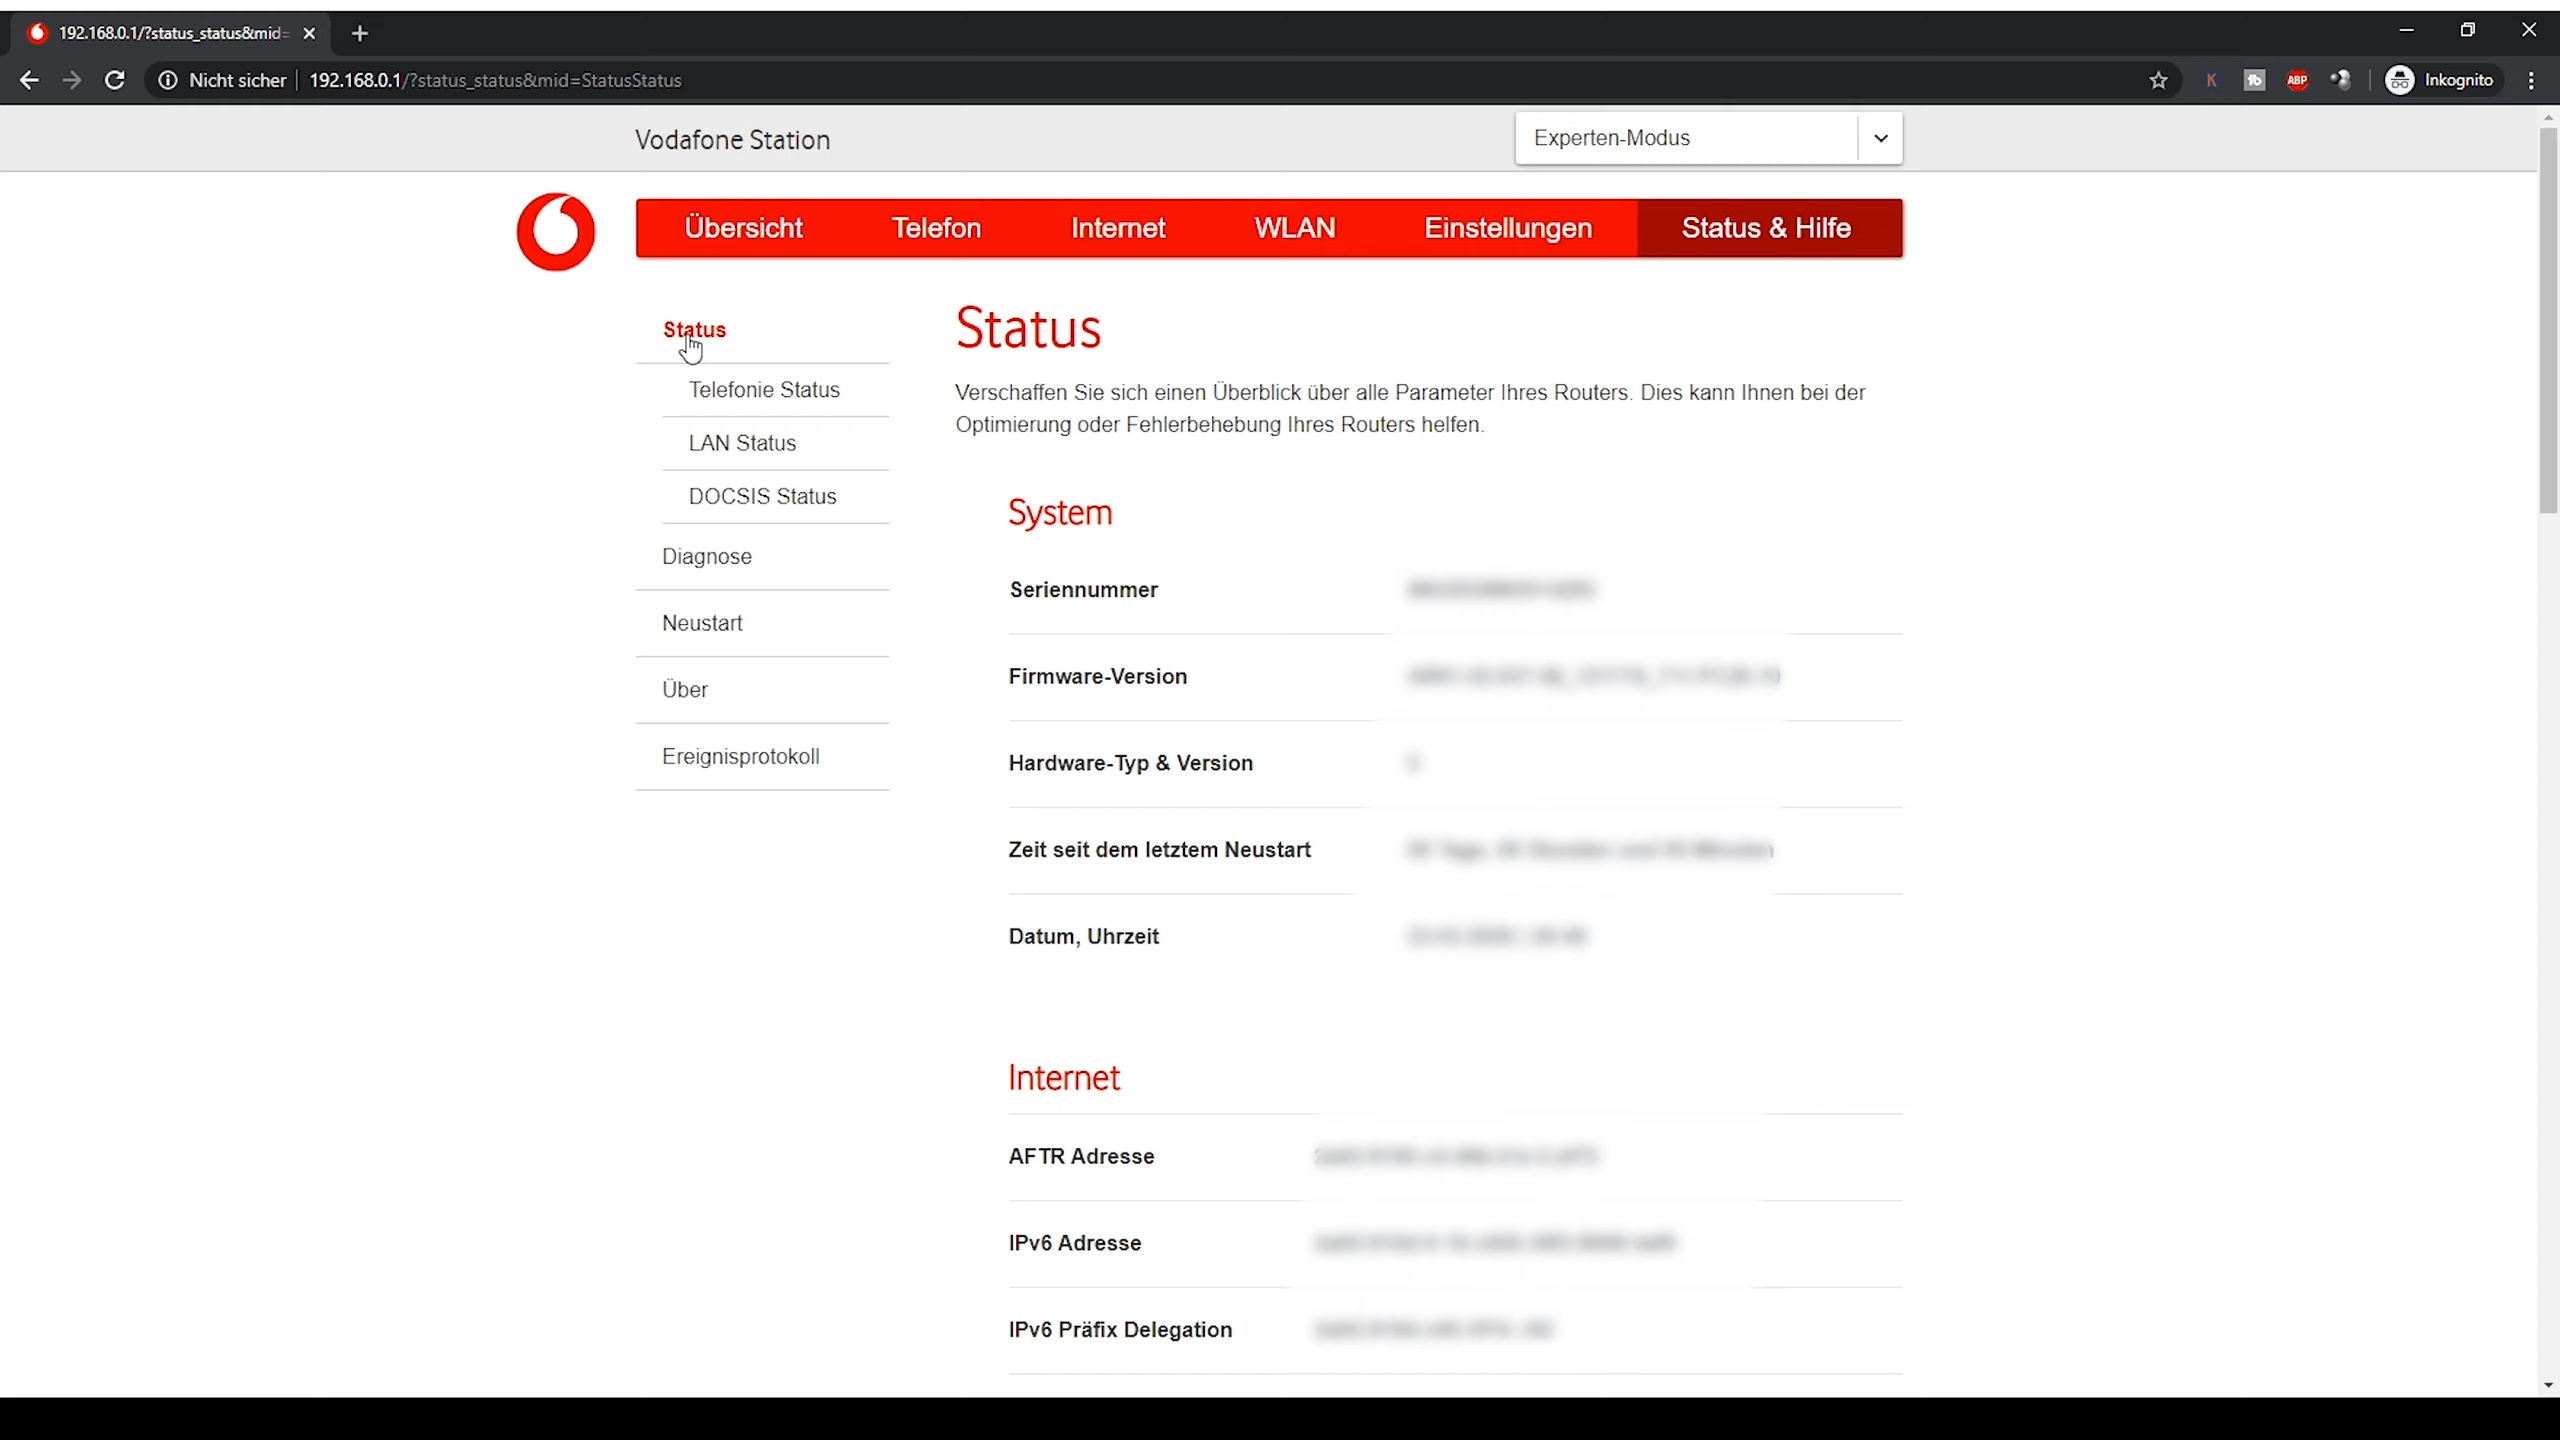 192.168.0.1/?status_status&mid=
Nicht sicher
192.168.0.1/?status_status&mid=StatusStatus
K
tb
ABP
Inkognito
Vodafone Station
Experten-Modus
Übersicht
Telefon
Internet
WLAN
Einstellungen
Status & Hilfe
Status
Telefonie Status
LAN Status
DOCSIS Status
Diagnose
Neustart
Über
Ereignisprotokoll
Status
Verschaffen Sie sich einen Überblick über alle Parameter Ihres Routers. Dies kann Ihnen bei der
Optimierung oder Fehlerbehebung Ihres Routers helfen.
System
Seriennummer
Firmware-Version
Hardware-Typ & Version
Zeit seit dem letztem Neustart
Datum, Uhrzeit
Internet
AFTR Adresse
IPv6 Adresse
IPv6 Präfix Delegation